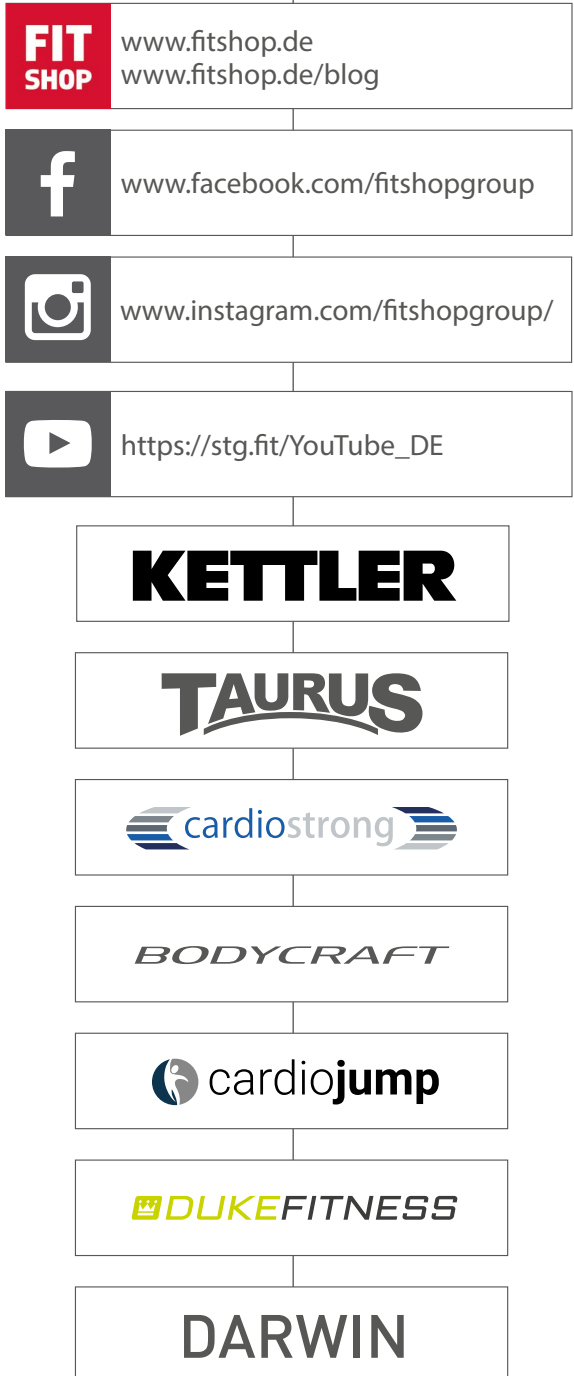 FIT
SHOP
www.fitshop.de
www.fitshop.de/blog
f
www.facebook.com/fitshopgroup
www.instagram.com/fitshopgroup/
https://stg.fit/YouTube_DE
KETTLER
TAURUS
cardiostrong
BODYCRAFT
cardiojump
DUKEFITNESS
DARWIN